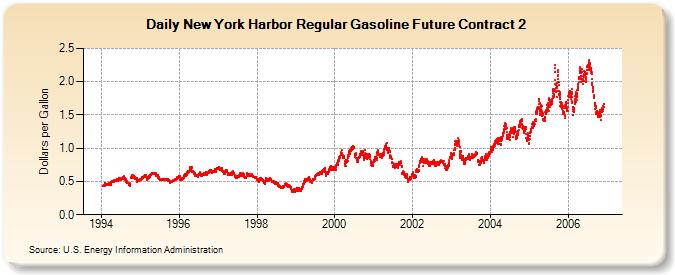 Daily New York Harbor Regular Gasoline Future Contract 2
Dollars per Gallon
2.5
2.0
1.5
1.0
0.5
0.0
1994 1996 1998 2000 2002 2004 2006
Source: U.S. Energy Information Administration